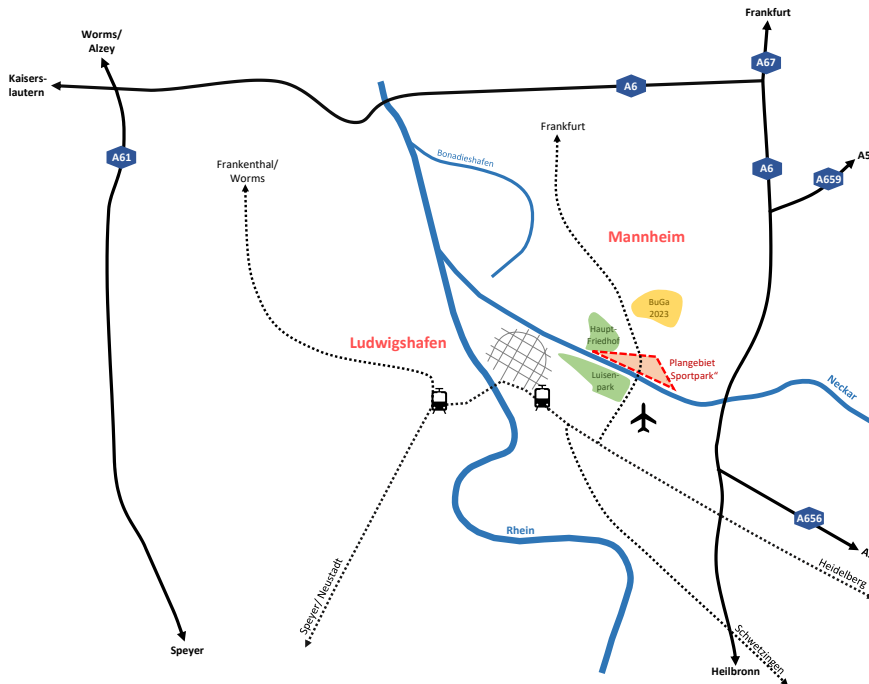 Frankfurt
Worms/
Alzey
A67
Kaisers-
lautern
A6
Frankfurt
Bonadieshafen
A61
Frankenthal/
Worms
A6
A659
A5
Mannheim
BuGa
2023
Haupt-
Friedhof
Ludwigshafen
Plangebiet
„Sportpark“
Luisen-
park
Neckar
Rhein
A656
A
Heidelberg
Speyer/ Neustadt
Schwetzingen
Speyer
Heilbronn